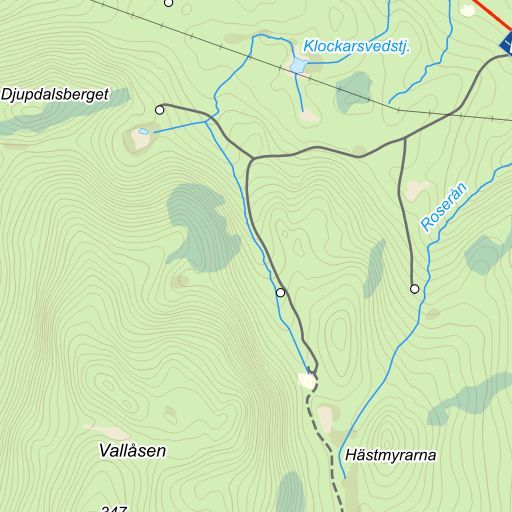 Klockarsvedstj.
Djupdalsberget
Roserån
Vallåsen
Hästmyrarna
347